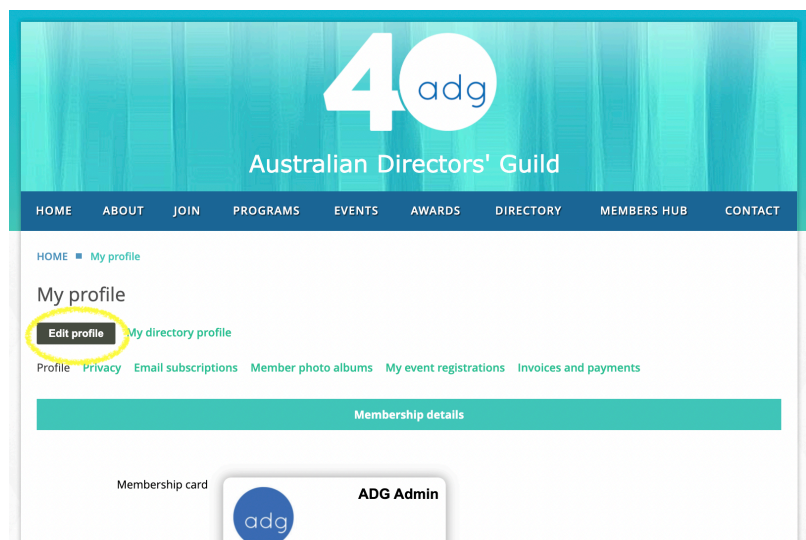 40 adg
Australian Directors' Guild
HOME ABOUT JOIN PROGRAMS EVENTS AWARDS DIRECTORY MEMBERS HUB CONTACT
HOME My profile
My profile
Edit profile My directory profile
Profile Privacy Email subscriptions Member photo albums My event registrations Invoices and payments
Membership details
Membership card
ADG Admin
adg